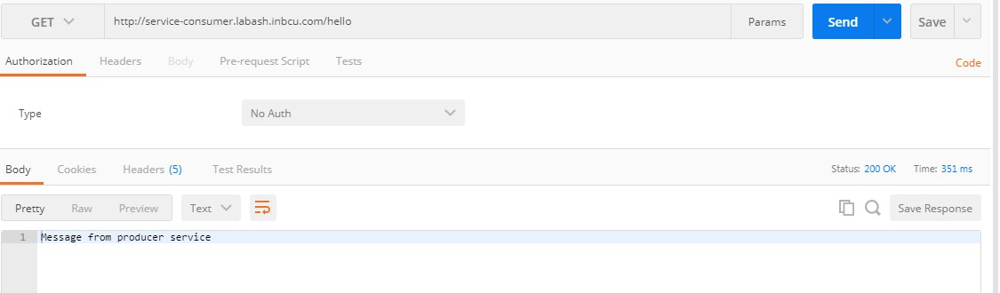 GET http://service-consumer.labash.inbcu.com/hello Params Send Save
Authorization Headers Body Pre-request Script Tests Code
Type No Auth
Body Cookies Headers (5) Test Results Status: 200 OK Time: 351 ms
Pretty Raw Preview Text Save Response
1 Message from producer service